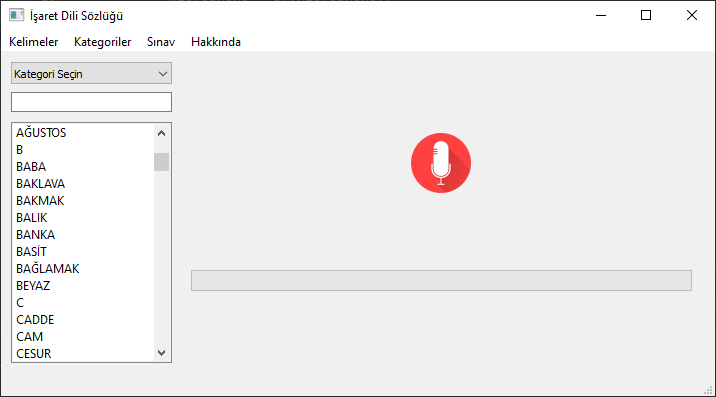 İşaret Dili Sözlüğü
Kelimeler Kategoriler Sınav Hakkında
Kategori Seçin
AĞUSTOS
B
BABA
BAKLAVA
BAKMAK
BALIK
BANKA
BASİT
BAĞLAMAK
BEYAZ
C
CADDE
CAM
CESUR